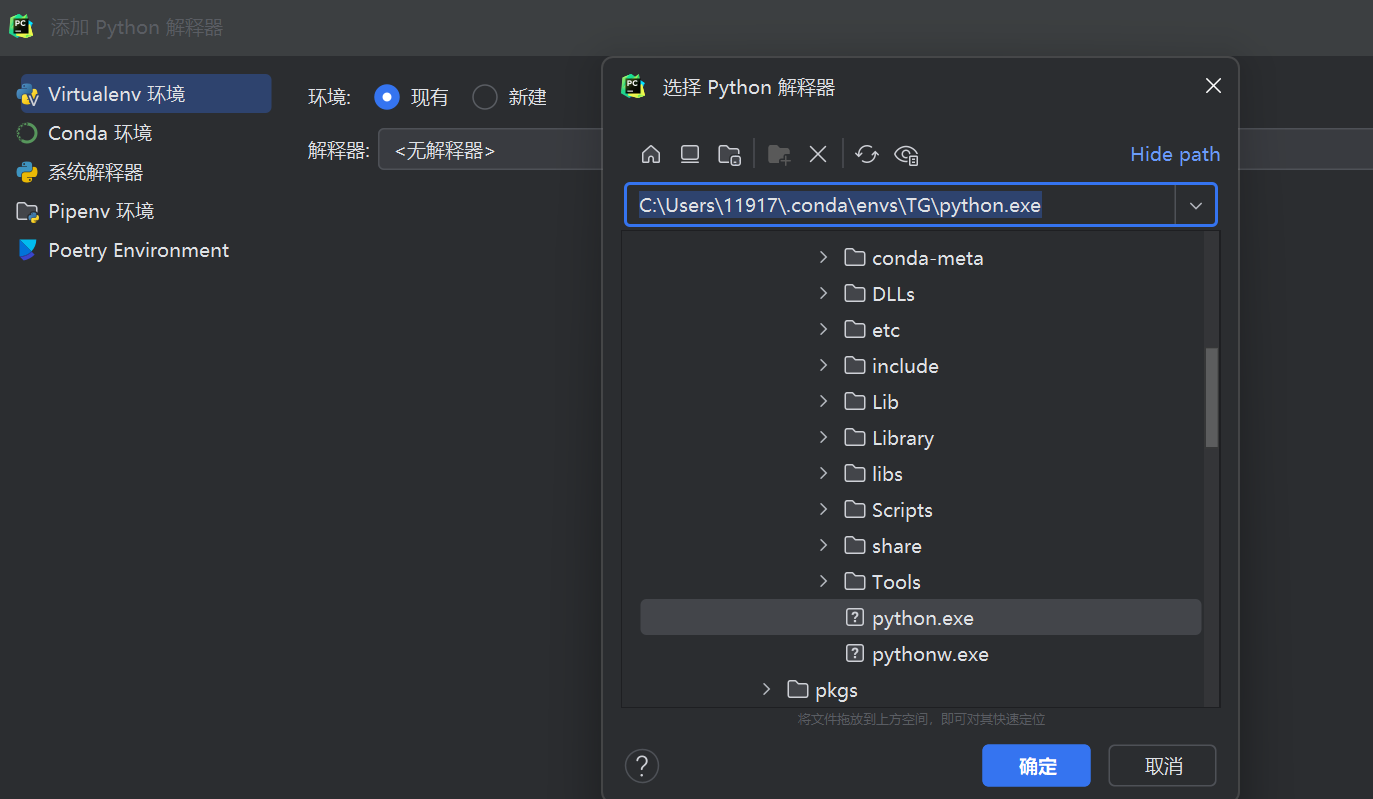 添加 Python 解释器
Virtualenv 环境
Conda 环境
系统解释器
Pipenv 环境
Poetry Environment
环境: 现有 新建
解释器: <无解释器>
选择 Python 解释器
Hide path
C:\Users\11917\.conda\envs\TG\python.exe
conda-meta
DLLs
etc
include
Lib
Library
libs
Scripts
share
Tools
python.exe
pythonw.exe
pkgs
将文件拖放到上方空间，即可对其快速定位
?
确定 取消